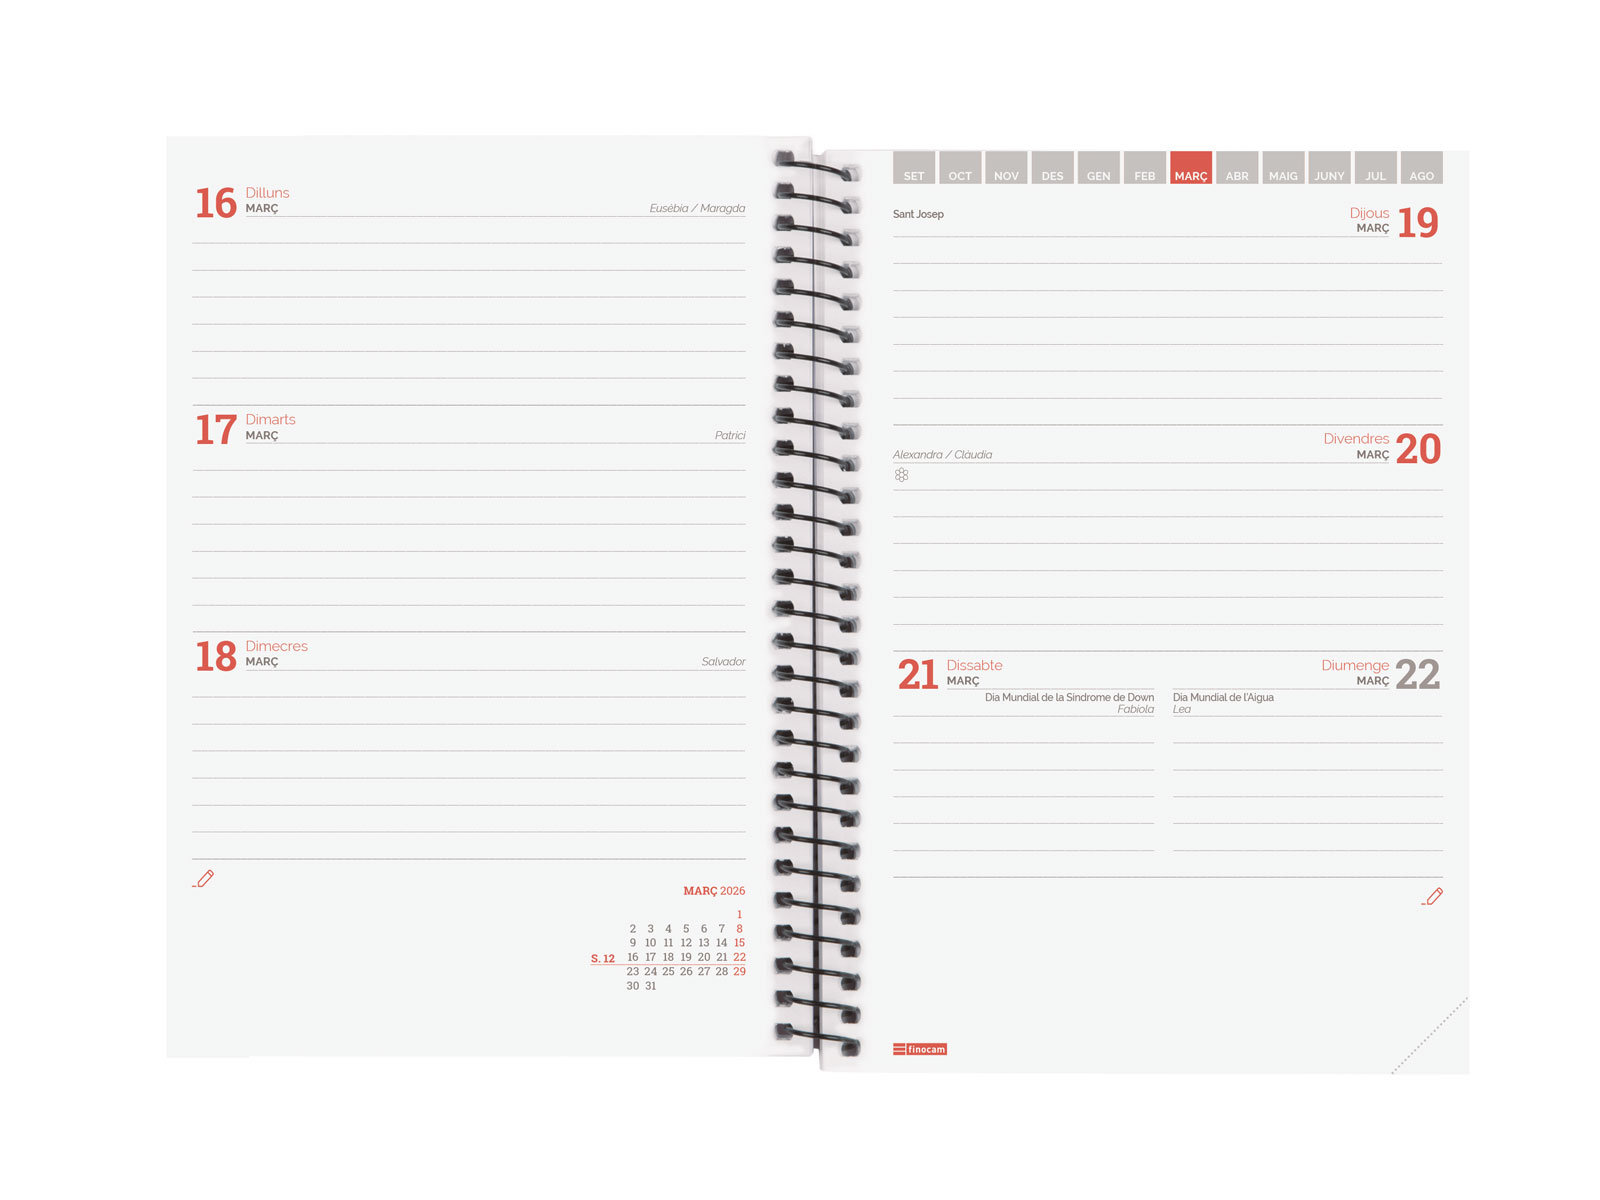 16 Dilluns
MARÇ
Eusébia / Maragda
17 Dimarts
MARÇ
Patrici
18 Dimecres
MARÇ
Salvador
MARÇ 2026
1
2 3 4 5 6 7 8
9 10 11 12 13 14 15
S. 12 16 17 18 19 20 21 22
23 24 25 26 27 28 29
30 31
SET OCT NOV DES GEN FEB MARÇ ABR MAIG JUNY JUL AGO
Sant Josep
Dijous 19
MARÇ
Divendres 20
MARÇ
Alexandra / Clàudia
21 Dissabte
MARÇ
Dia Mundial de la Síndrome de Down
Fabiola
Diumenge 22
MARÇ
Dia Mundial de l'Aigua
Lea
finocam